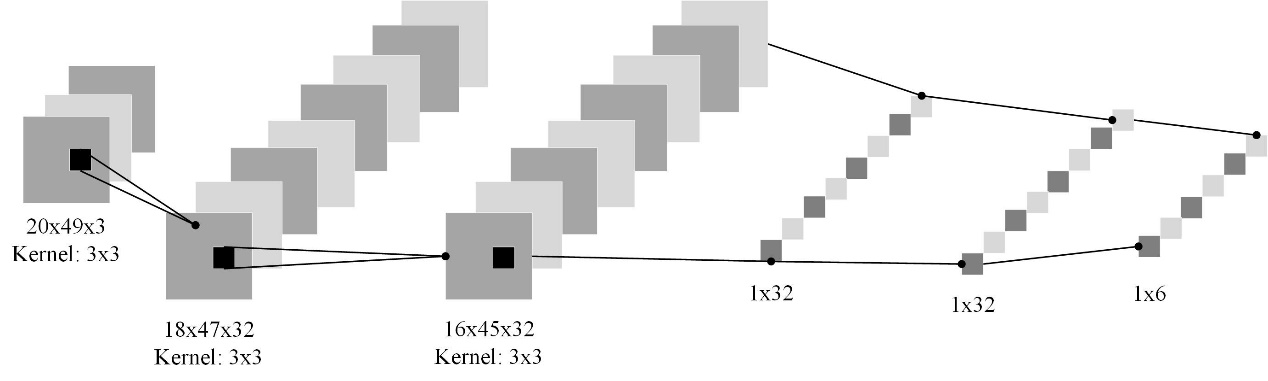 20x49x3
Kernel: 3x3
18x47x32
Kernel: 3x3
16x45x32
Kernel: 3x3
1x32
1x32
1x6